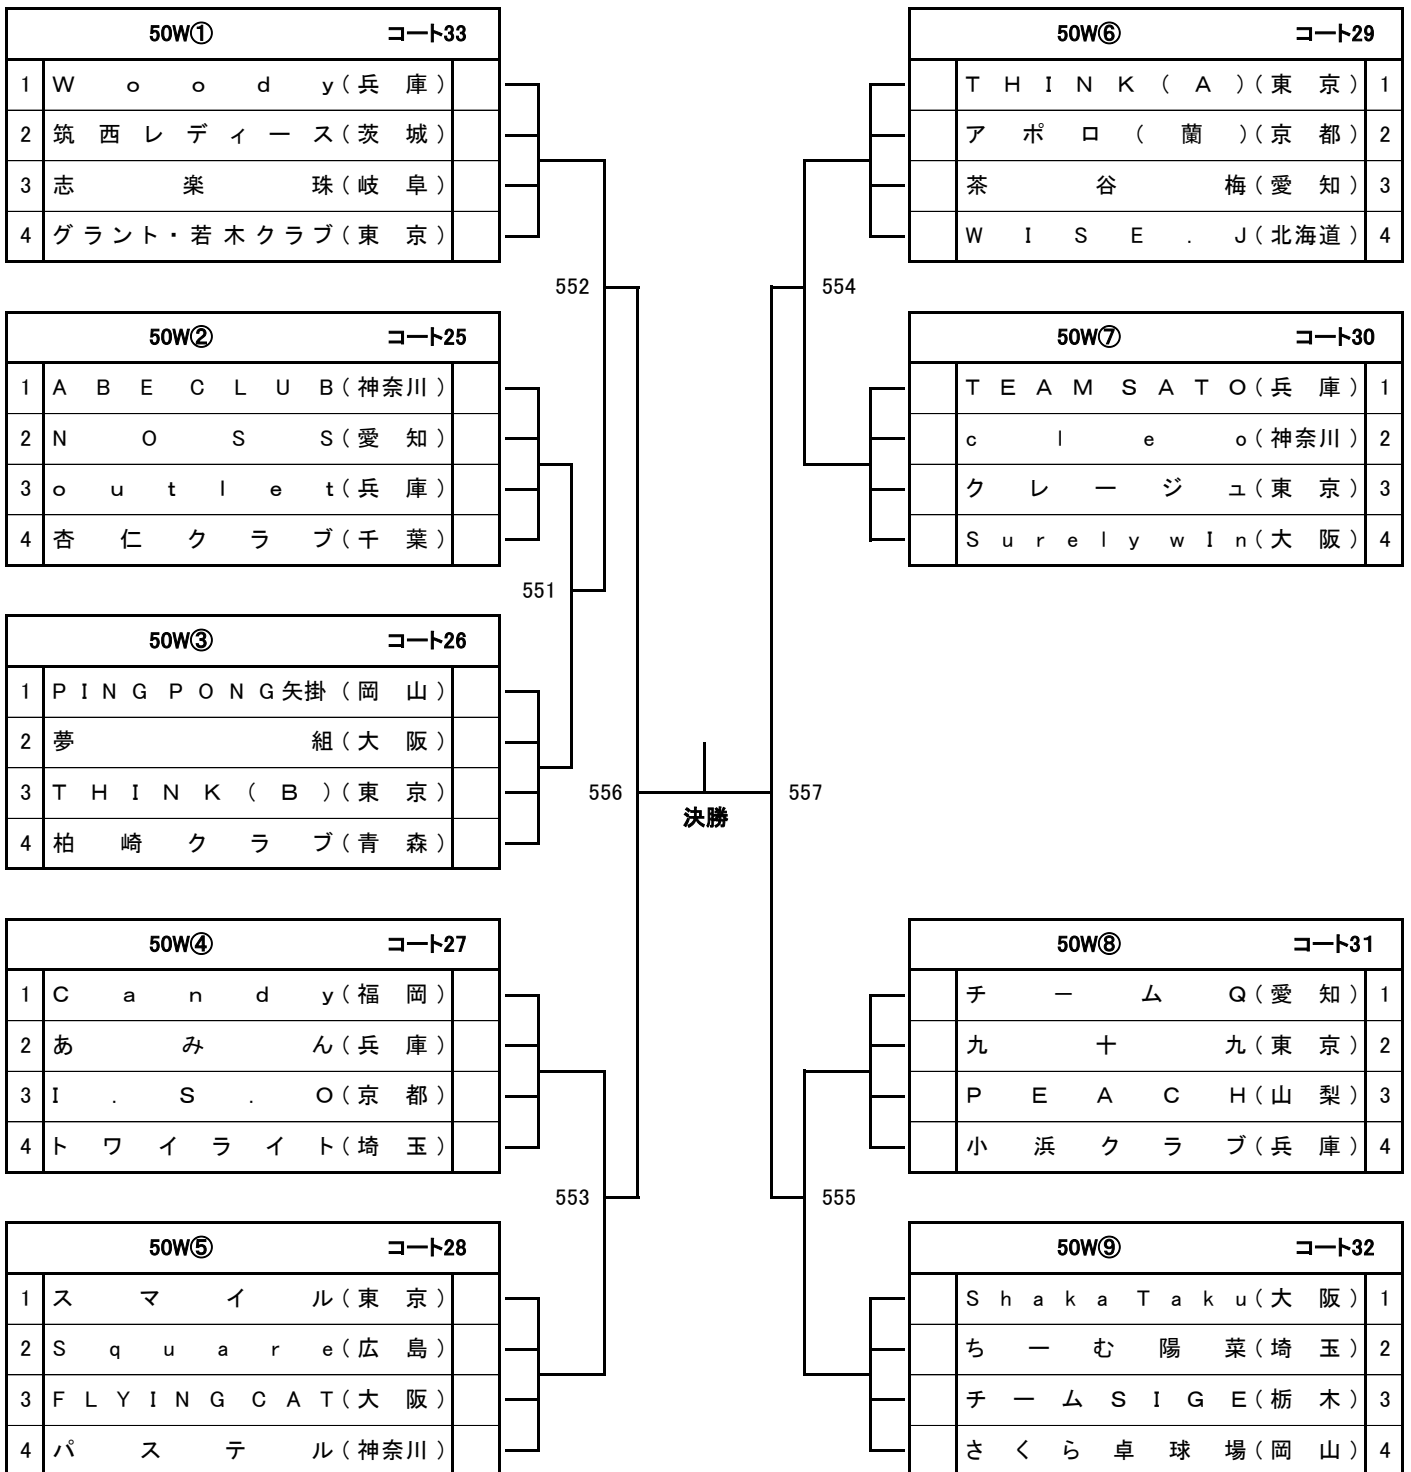 50W① コート33
1 Woody(兵庫)
2 筑西レディース(茨城)
3 志楽珠(岐阜)
4 グラント・若木クラブ(東京)
552
50W② コート25
1 ABE CLUB(神奈川)
2 NOSS(愛知)
3 outlet(兵庫)
4 杏仁クラブ(千葉)
551
50W③ コート26
1 PING PONG矢掛(岡山)
2 夢組(大阪)
3 THINK(B)(東京)
4 柏崎クラブ(青森)
556
50W④ コート27
1 Candy(福岡)
2 あみん(兵庫)
3 I.S.O(京都)
4 トワイライト(埼玉)
553
50W⑤ コート28
1 スマイル(東京)
2 Square(広島)
3 FLYING CAT(大阪)
4 パステル(神奈川)
決勝
50W⑥ コート29
THINK(A)(東京) 1
アポロ(蘭)(京都) 2
茶谷梅(愛知) 3
WISE.J(北海道) 4
554
50W⑦ コート30
TEAM SATO(兵庫) 1
cleo(神奈川) 2
クレージュ(東京) 3
Surely wIn(大阪) 4
557
50W⑧ コート31
チームQ(愛知) 1
九十九(東京) 2
PEACH(山梨) 3
小浜クラブ(兵庫) 4
555
50W⑨ コート32
Shaka Taku(大阪) 1
ちーむ陽菜(埼玉) 2
チームSIGE(栃木) 3
さくら卓球場(岡山) 4